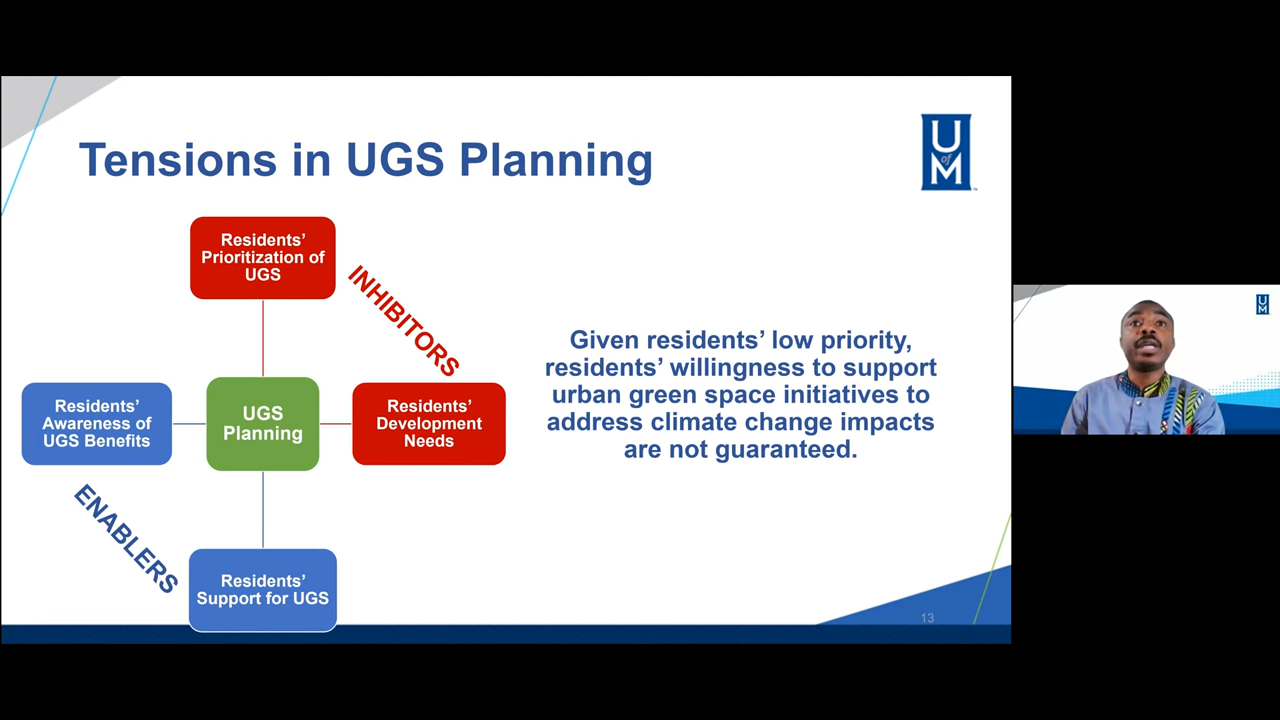 Tensions in UGS Planning
U
of
M
Residents'
Prioritization of
UGS
INHIBITORS
Residents'
Awareness of
UGS Benefits
UGS
Planning
Residents'
Development
Needs
ENABLERS
Residents'
Support for UGS
Given residents' low priority,
residents' willingness to support
urban green space initiatives to
address climate change impacts
are not guaranteed.
13
U
M